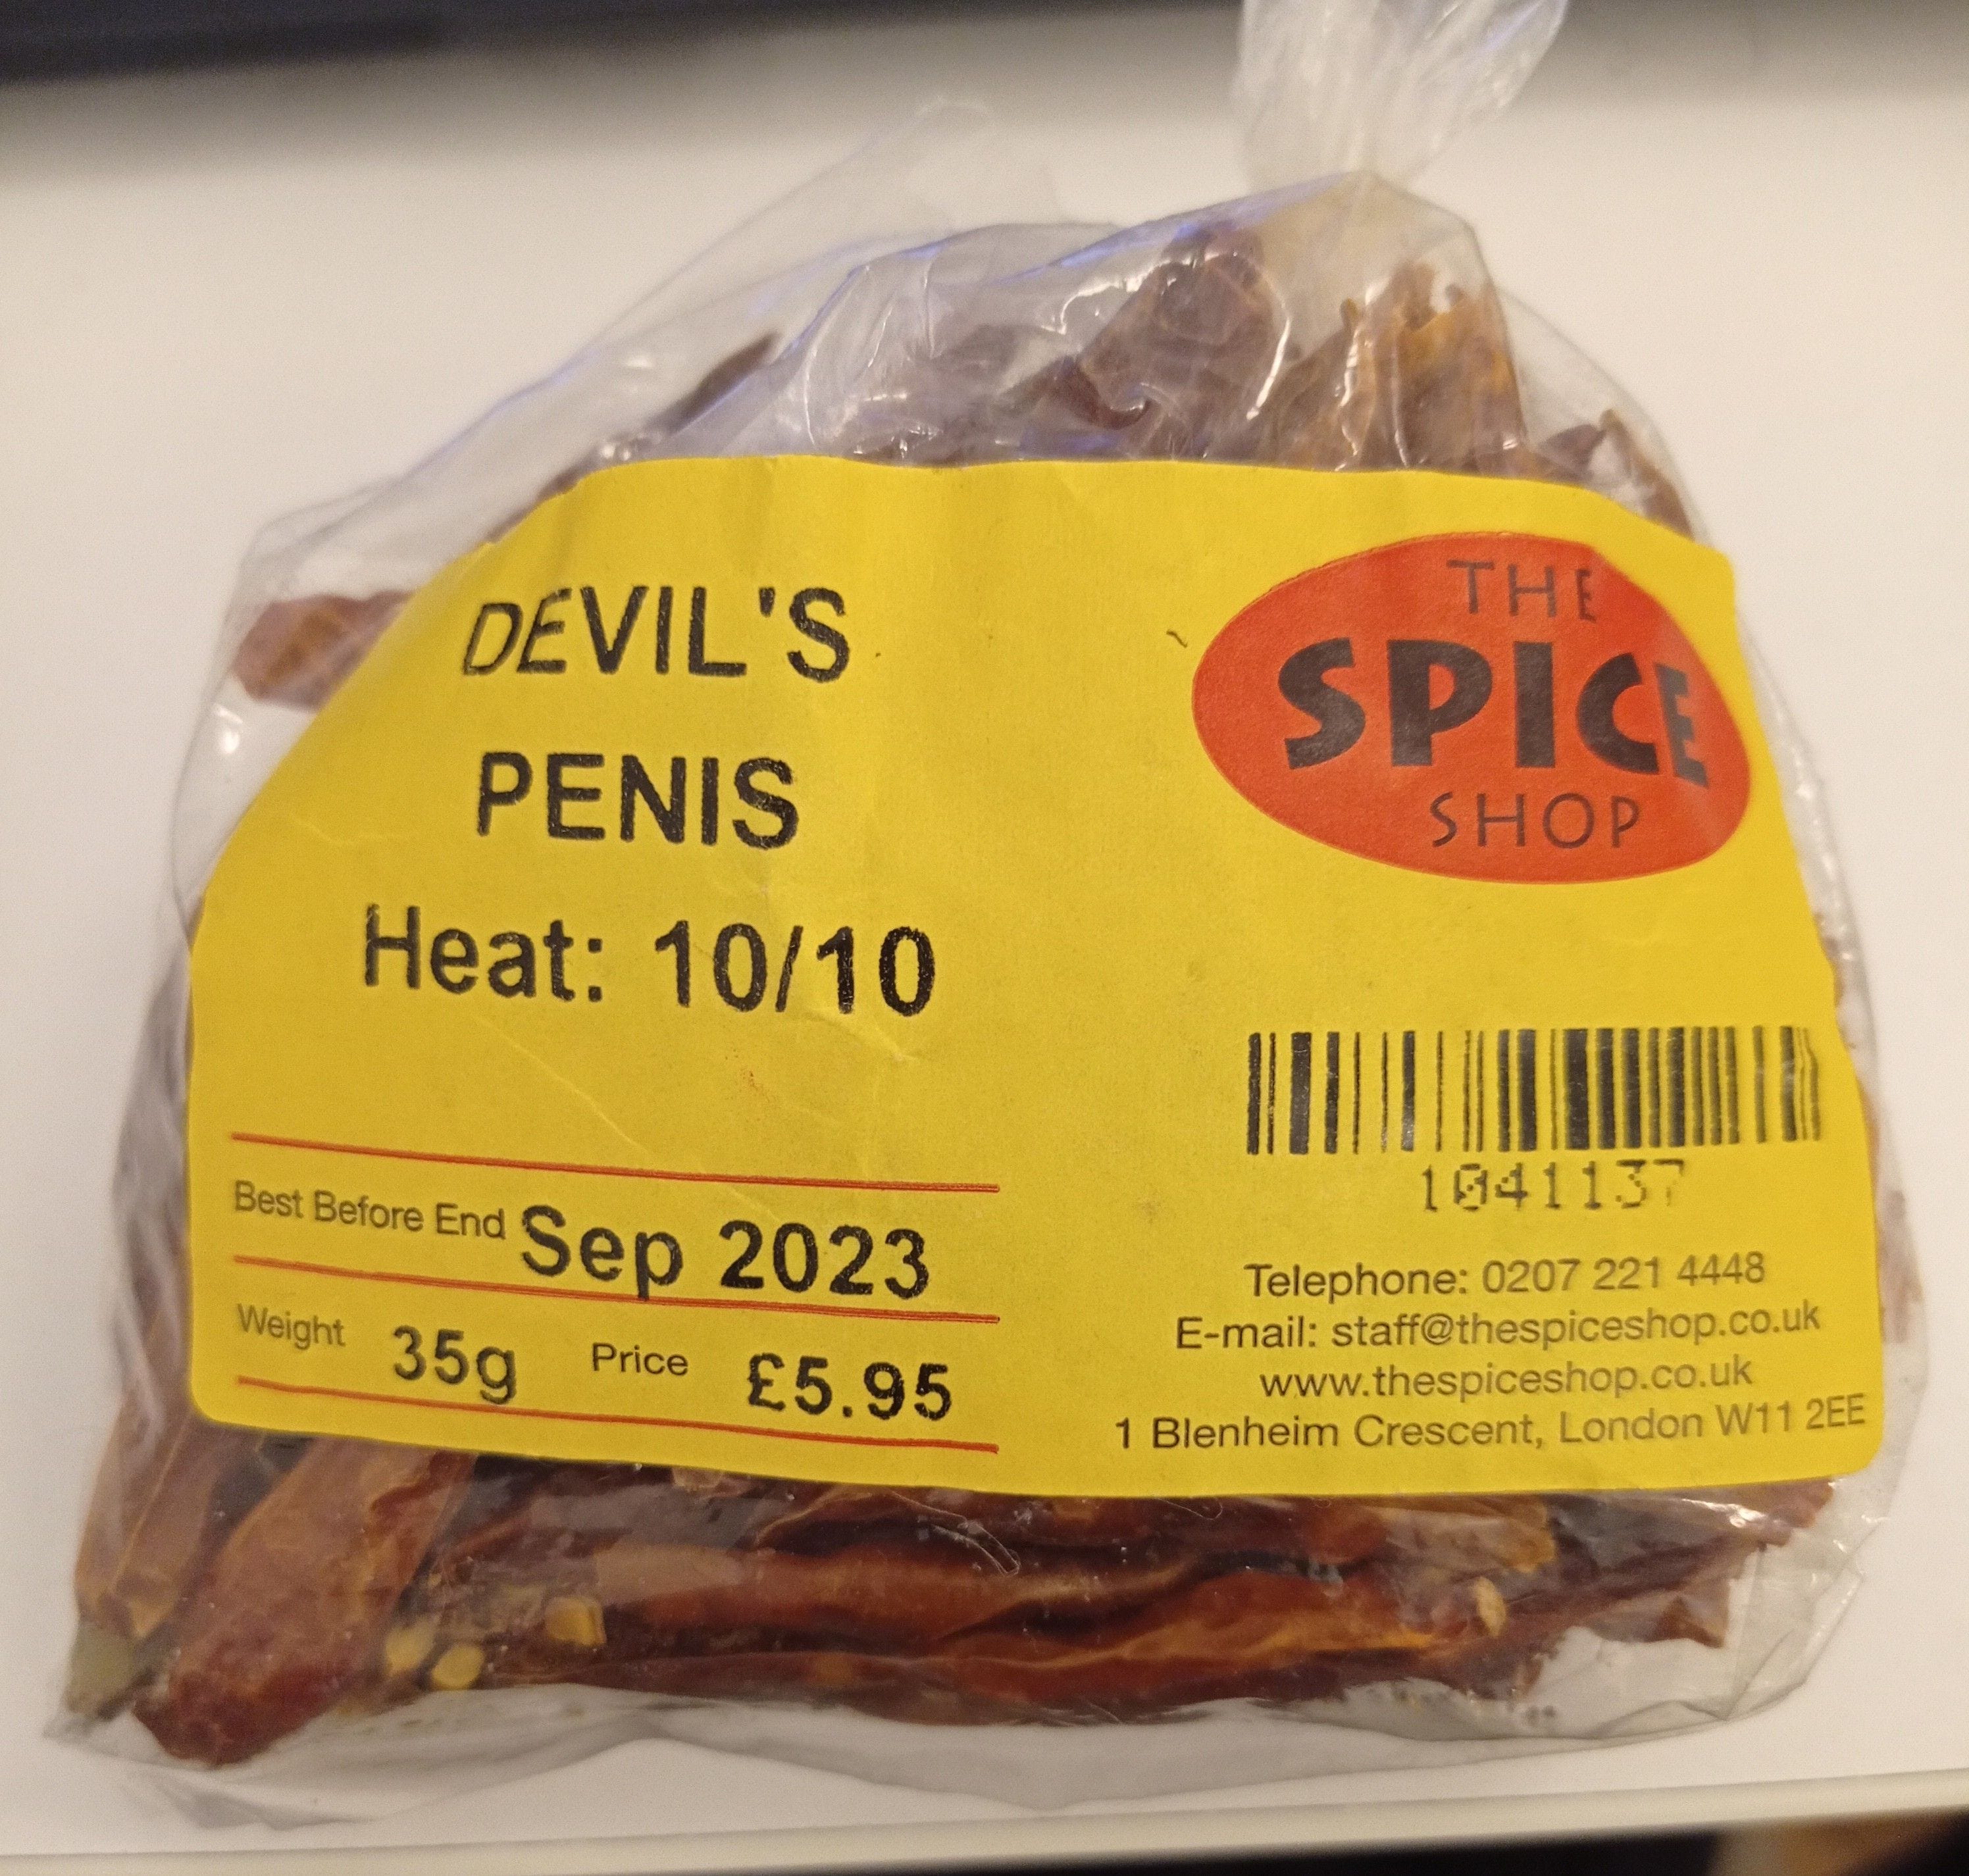 DEVIL'S
PENIS
Heat: 10/10
Best Before End Sep 2023
Weight 35g Price £5.95
THE
SPICE
SHOP
1041137
Telephone: 0207 221 4448
E-mail: staff@thespiceshop.co.uk
www.thespiceshop.co.uk
1 Blenheim Crescent, London W11 2EE